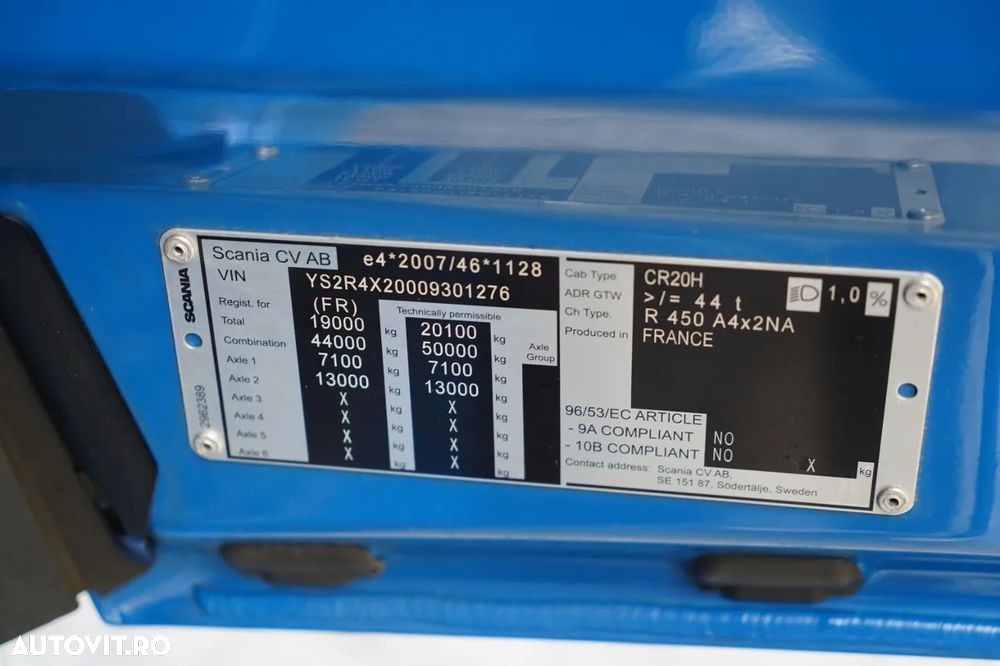 SCANIA
2962389
Scania CV AB e4*2007/46*1128
VIN YS2R4X20009301276
Regist. for (FR) Technically permissible
Total 19000 kg 20100 kg
Combination 44000 kg 50000 kg Axle Group
Axle 1 7100 kg 7100 kg
Axle 2 13000 kg 13000 kg
Axle 3 X kg X kg
Axle 4 X kg X kg
Axle 5 X kg X kg
Axle 6 X kg X kg
Cab Type CR20H
ADR GTW >/= 44 t 1,0 %
Ch. Type. R 450 A4x2NA
Produced in FRANCE
96/53/EC ARTICLE
- 9A COMPLIANT NO
- 10B COMPLIANT NO X kg
Contact address: Scania CV AB,
SE 151 87, Södertälje, Sweden
AUTOVIT.RO